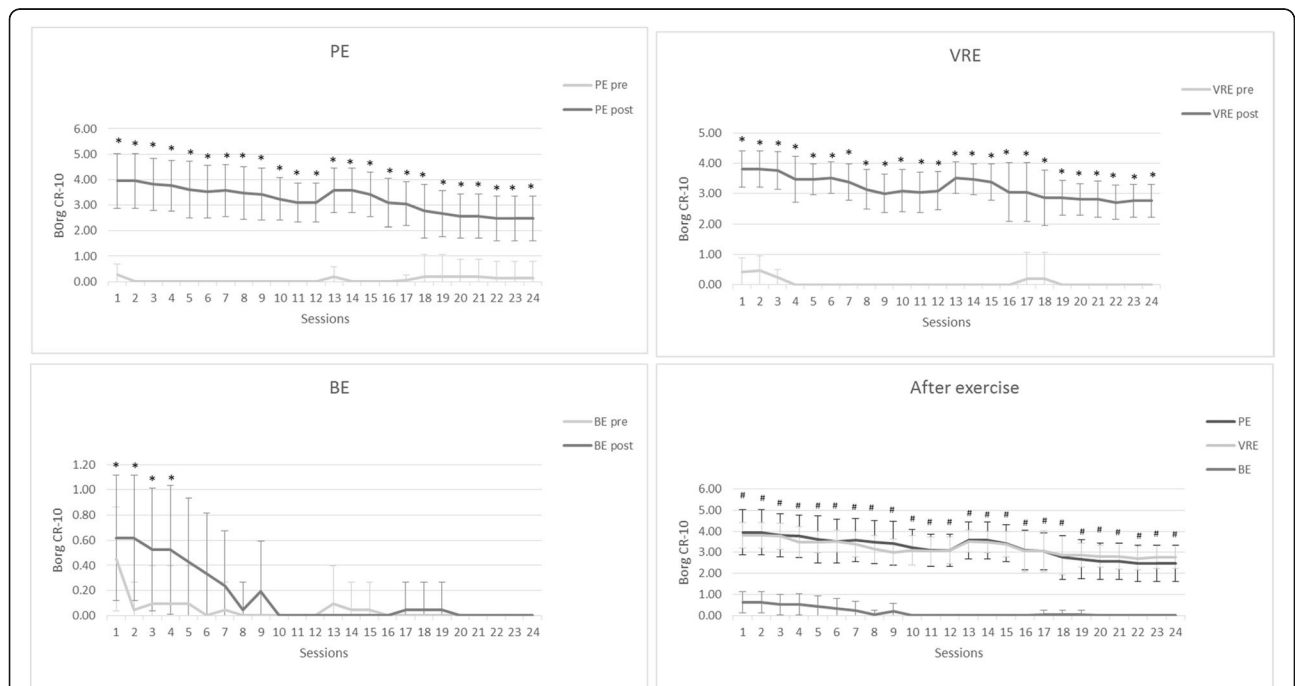 PE
PE pre
PE post
6.00
5.00
4.00
3.00
2.00
1.00
0.00
B0rg CR-10
* * * * * * * * * * * * * * * * * * * * * * * *
1 2 3 4 5 6 7 8 9 10 11 12 13 14 15 16 17 18 19 20 21 22 23 24
Sessions
VRE
VRE pre
VRE post
5.00
4.00
3.00
2.00
1.00
0.00
Borg CR-10
* * * * * * * * * * * * * * * * * * * * * * * *
1 2 3 4 5 6 7 8 9 10 11 12 13 14 15 16 17 18 19 20 21 22 23 24
Sessions
BE
BE pre
BE post
1.20
1.00
0.80
0.60
0.40
0.20
0.00
Borg CR-10
* * * *
1 2 3 4 5 6 7 8 9 10 11 12 13 14 15 16 17 18 19 20 21 22 23 24
Sessions
After exercise
PE
VRE
BE
6.00
5.00
4.00
3.00
2.00
1.00
0.00
Borg CR-10
# # # # # # # # # # # # # # # # # # # # # # # #
1 2 3 4 5 6 7 8 9 10 11 12 13 14 15 16 17 18 19 20 21 22 23 24
Sessions